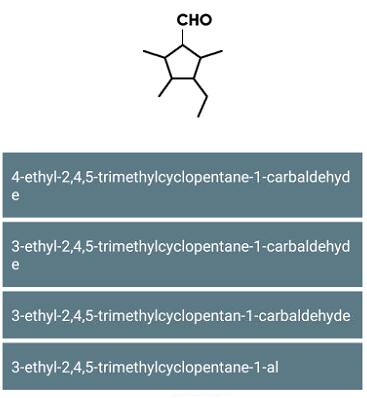 CHO
4-ethyl-2,4,5-trimethylcyclopentane-1-carbaldehyd
e
3-ethyl-2,4,5-trimethylcyclopentane-1-carbaldehyd
e
3-ethyl-2,4,5-trimethylcyclopentan-1-carbaldehyde
3-ethyl-2,4,5-trimethylcyclopentane-1-al